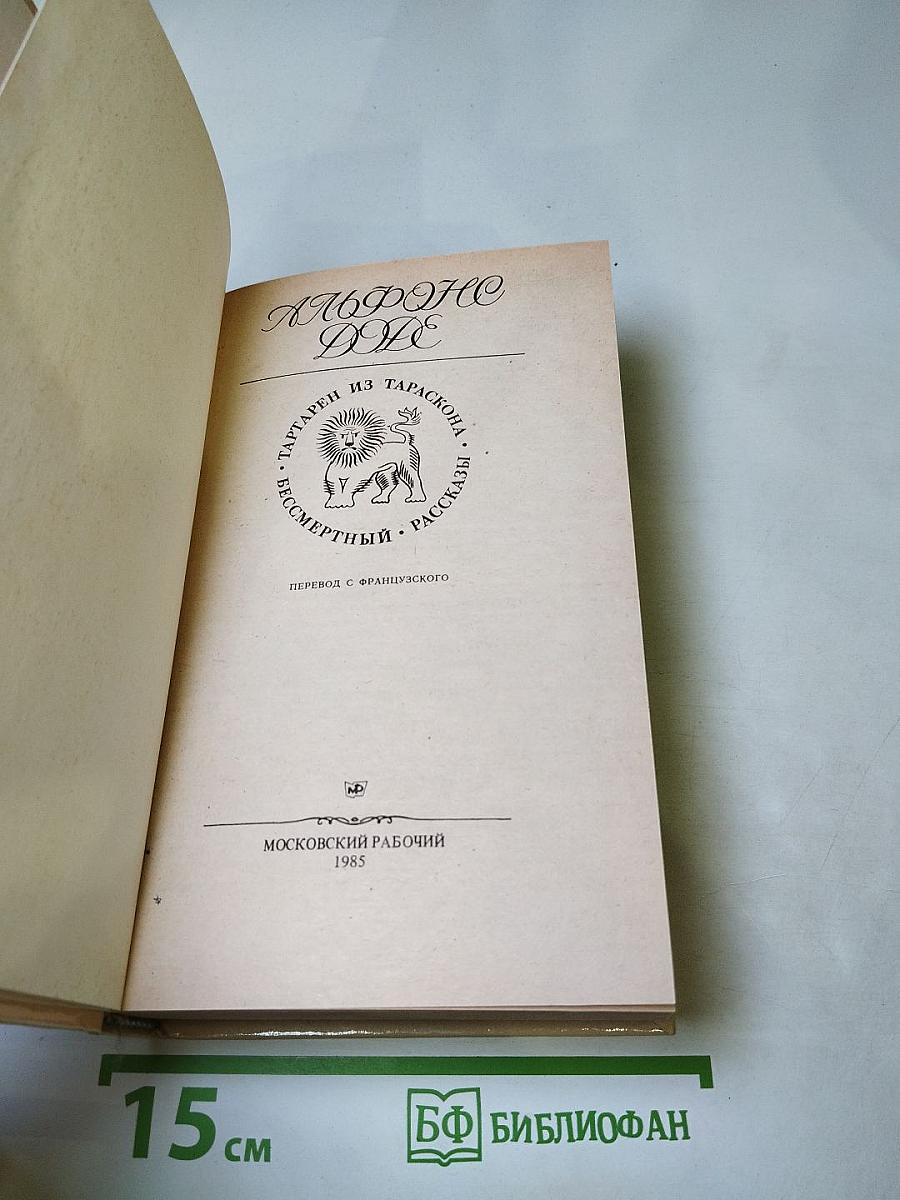 АЛЬФОНС
ДОДЕ
ТАРТАРЕН ИЗ ТАРАСКОНА •
БЕССМЕРТНЫЙ • РАССКАЗЫ •
ПЕРЕВОД С ФРАНЦУЗСКОГО
МР
МОСКОВСКИЙ РАБОЧИЙ
1985
15 см
БФ БИБЛИОФАН